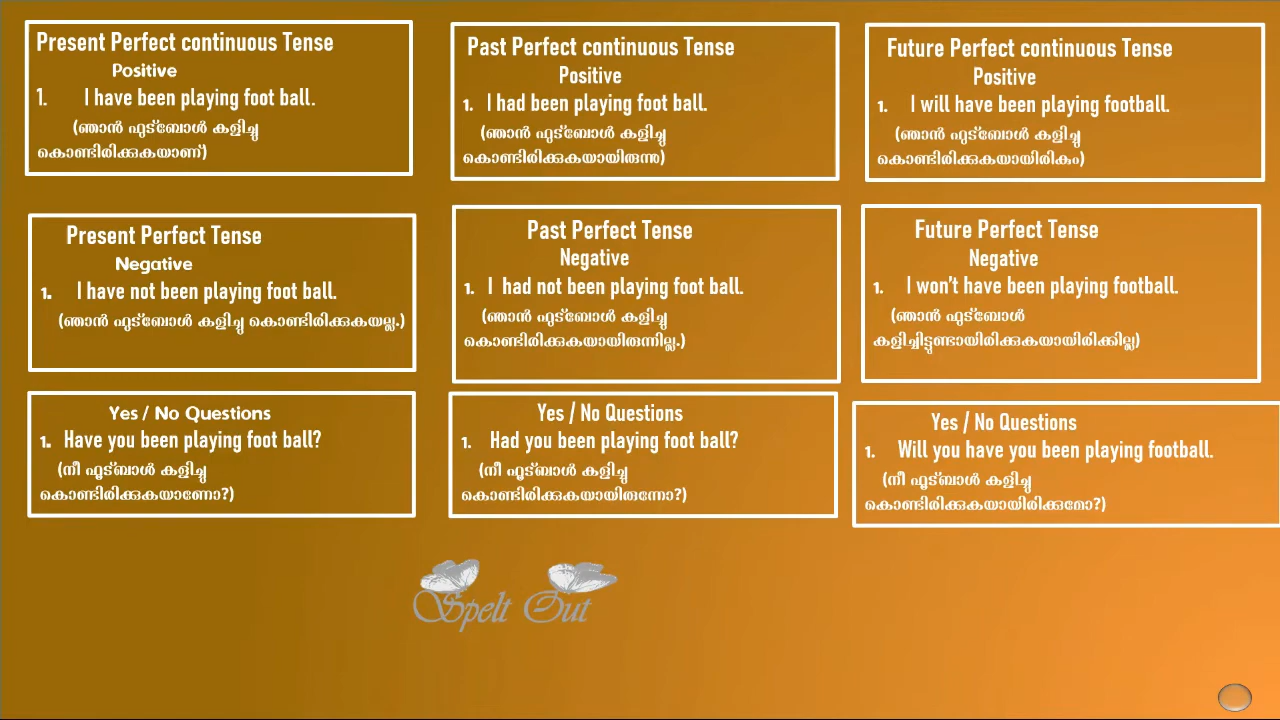 Present Perfect continuous Tense
Positive
1. I have been playing foot ball.
(ഞാൻ ഫുട്ബോൾ കളിച്ചു
കൊണ്ടിരിക്കുകയാണ്)
Past Perfect continuous Tense
Positive
1. I had been playing foot ball.
(ഞാൻ ഫുട്ബോൾ കളിച്ചു
കൊണ്ടിരിക്കുകയായിരുന്നു)
Future Perfect continuous Tense
Positive
1. I will have been playing football.
(ഞാൻ ഫുട്ബോൾ കളിച്ചു
കൊണ്ടിരിക്കുകയായിരികും)
Present Perfect Tense
Negative
1. I have not been playing foot ball.
(ഞാൻ ഫുട്ബോൾ കളിച്ചു കൊണ്ടിരിക്കുകയല്ല.)
Past Perfect Tense
Negative
1. I had not been playing foot ball.
(ഞാൻ ഫുട്ബോൾ കളിച്ചു
കൊണ്ടിരിക്കുകയായിരുന്നില്ല.)
Future Perfect Tense
Negative
1. I won't have been playing football.
(ഞാൻ ഫുട്ബോൾ
കളിച്ചിട്ടുണ്ടായിരിക്കുകയായിരിക്കില്ല)
Yes / No Questions
1. Have you been playing foot ball?
(നീ ഫൂട്ബാൾ കളിച്ചു
കൊണ്ടിരിക്കുകയാണോ?)
Yes / No Questions
1. Had you been playing foot ball?
(നീ ഫൂട്ബാൾ കളിച്ചു
കൊണ്ടിരിക്കുകയായിരുന്നോ?)
Yes / No Questions
1. Will you have you been playing football.
(നീ ഫൂട്ബാൾ കളിച്ചു
കൊണ്ടിരിക്കുകയായിരിക്കുമോ?)
Spelt Out